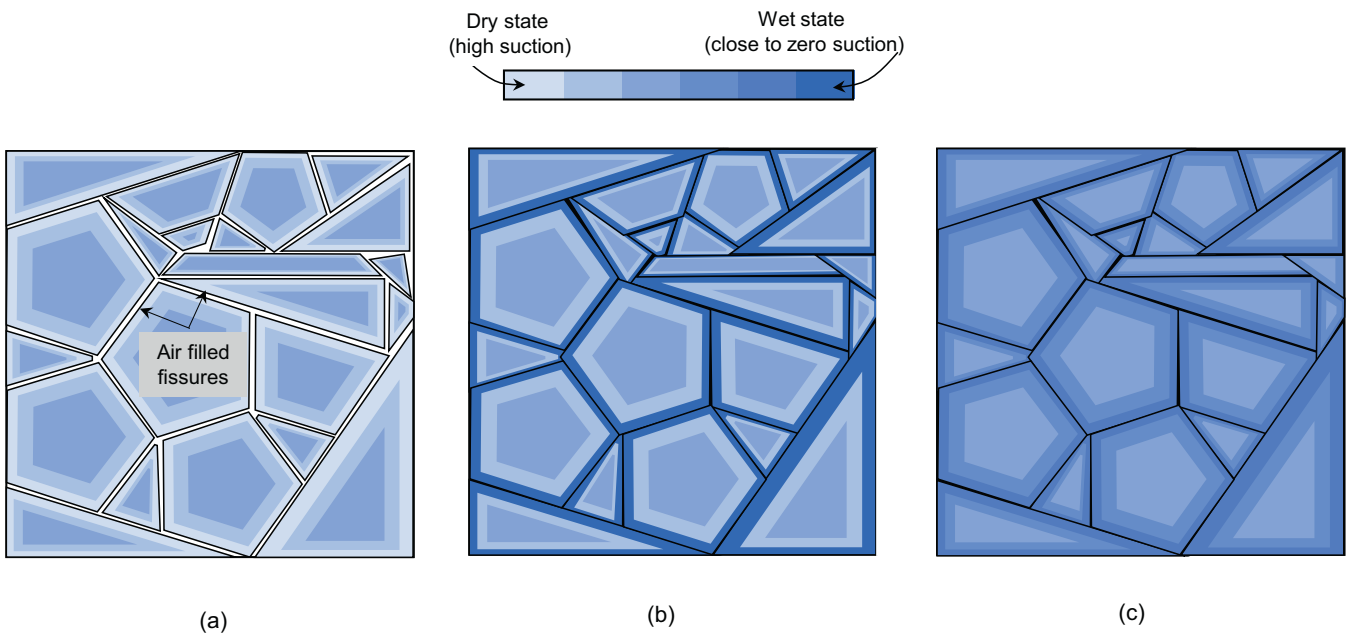 Dry state
(high suction)
Wet state
(close to zero suction)
Air filled
fissures
(a)
(b)
(c)